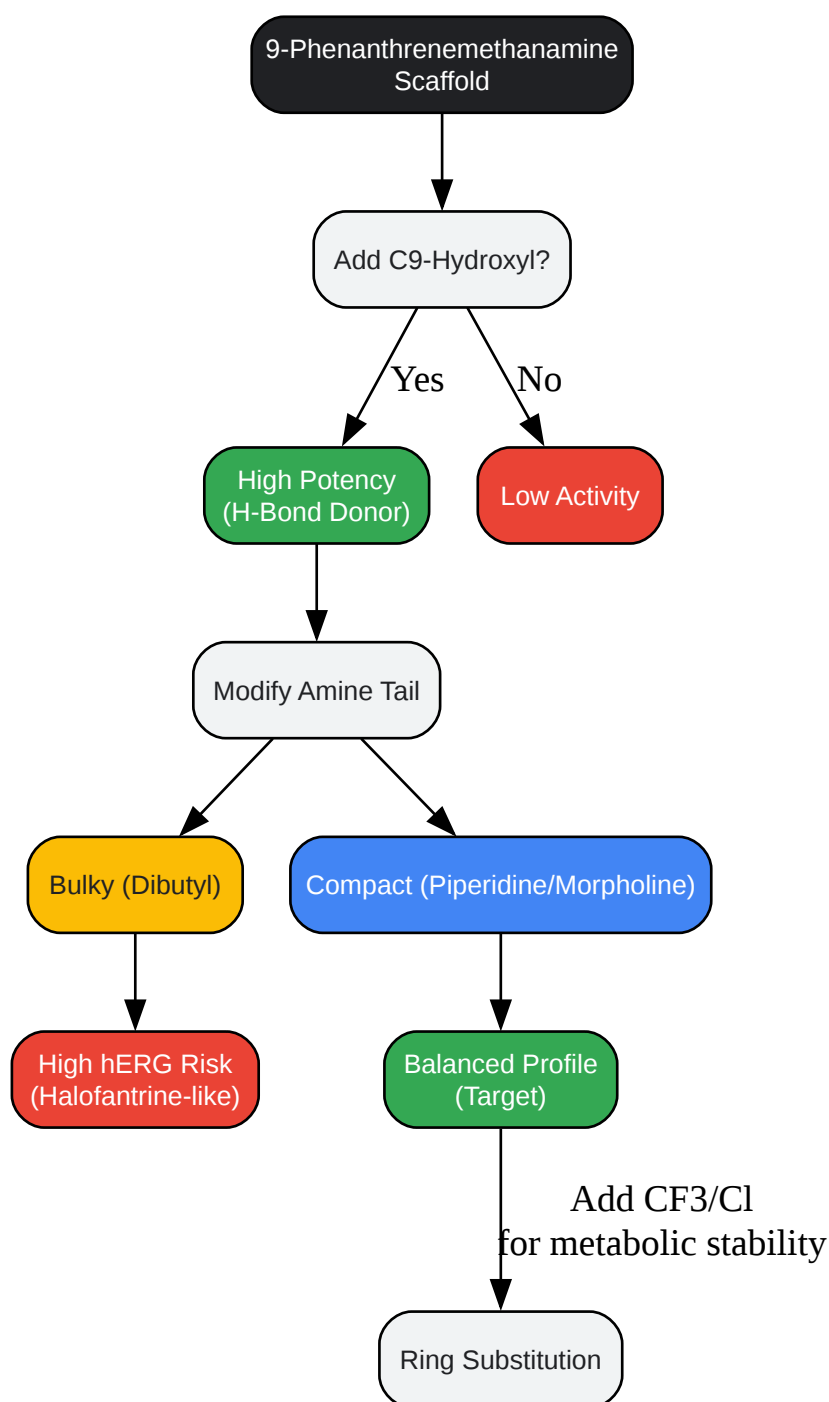 9-Phenanthrenemethanamine
Scaffold
Add C9-Hydroxyl?
Yes
No
High Potency
(H-Bond Donor)
Low Activity
Modify Amine Tail
Bulky (Dibutyl)
Compact (Piperidine/Morpholine)
High hERG Risk
(Halofantrine-like)
Balanced Profile
(Target)
Add CF3/Cl
for metabolic stability
Ring Substitution